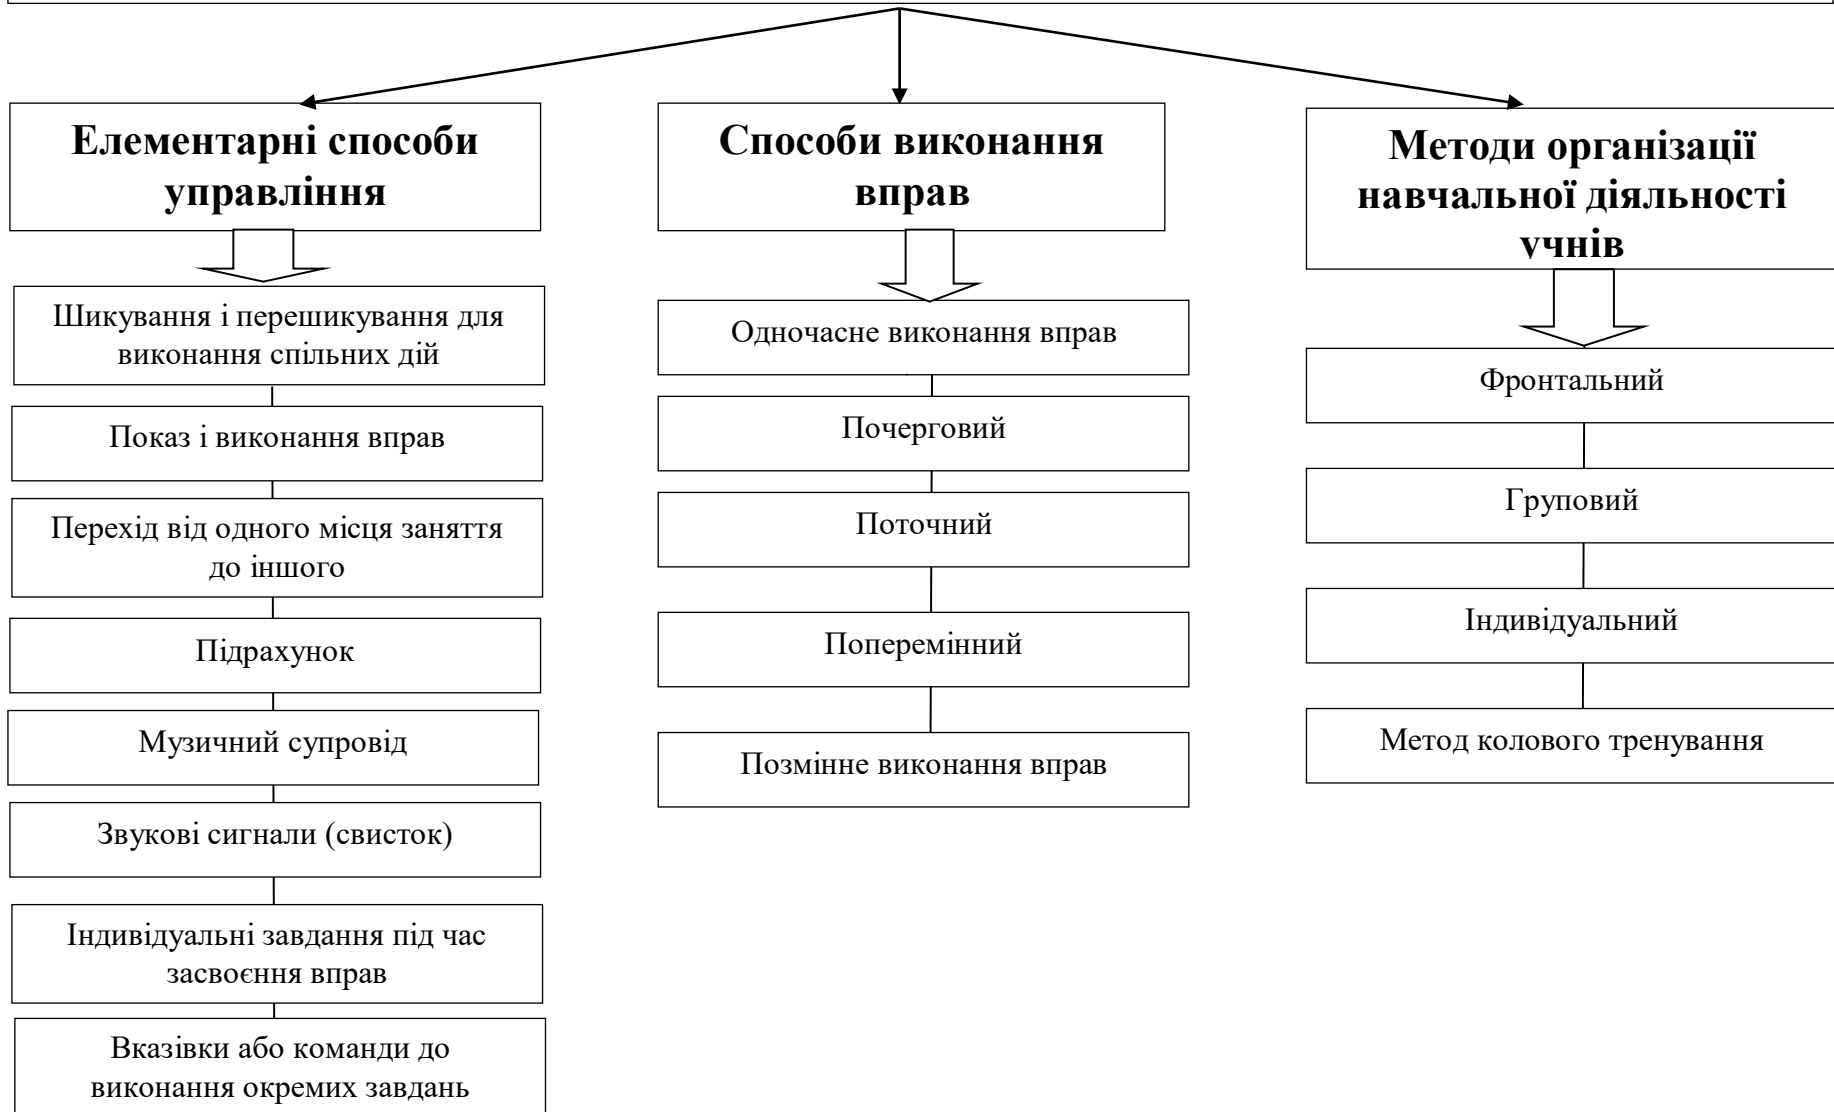 Елементарні способи
управління
Шикування і перешикування для
виконання спільних дій
Показ і виконання вправ
Перехід від одного місця заняття
до іншого
Підрахунок
Музичний супровід
Звукові сигнали (свисток)
Індивідуальні завдання під час
засвоєння вправ
Вказівки або команди до
виконання окремих завдань
Способи виконання
вправ
Одночасне виконання вправ
Почерговий
Поточний
Поперемінний
Позмінне виконання вправ
Методи організації
навчальної діяльності
учнів
Фронтальний
Груповий
Індивідуальний
Метод колового тренування